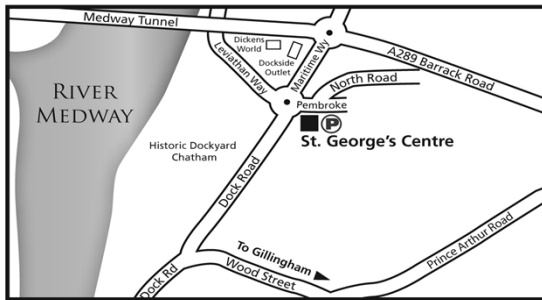 Medway Tunnel
Dickens
World
Dockside
Outlet
Leviathan Way
Maritime Wy
A289 Barrack Road
North Road
Pembroke
P
St. George's Centre
RIVER
MEDWAY
Historic Dockyard
Chatham
Dock Road
To Gillingham
Wood Street
Prince Arthur Road
Dock Rd